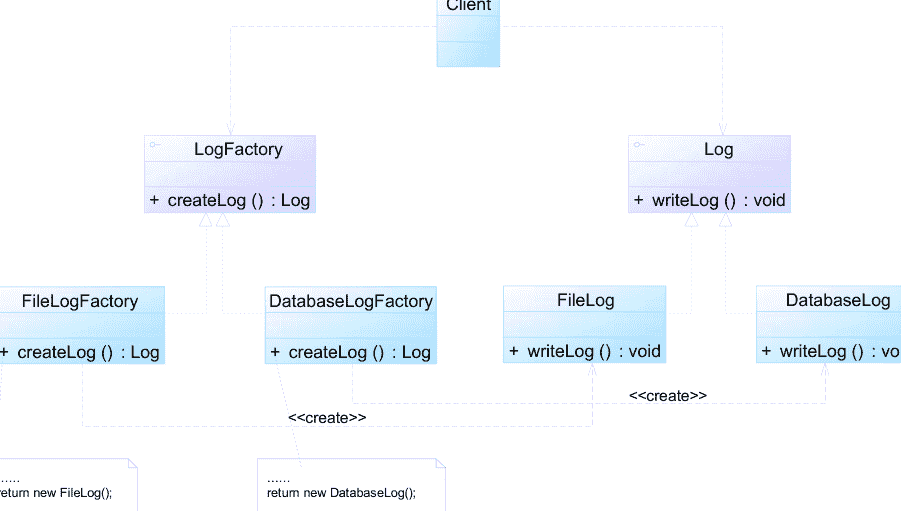 Client
LogFactory
+ createLog () : Log
Log
+ writeLog () : void
FileLogFactory
+ createLog () : Log
DatabaseLogFactory
+ createLog () : Log
FileLog
+ writeLog () : void
DatabaseLog
+ writeLog () : vo
<<create>>
<<create>>
......
return new FileLog();
......
return new DatabaseLog();